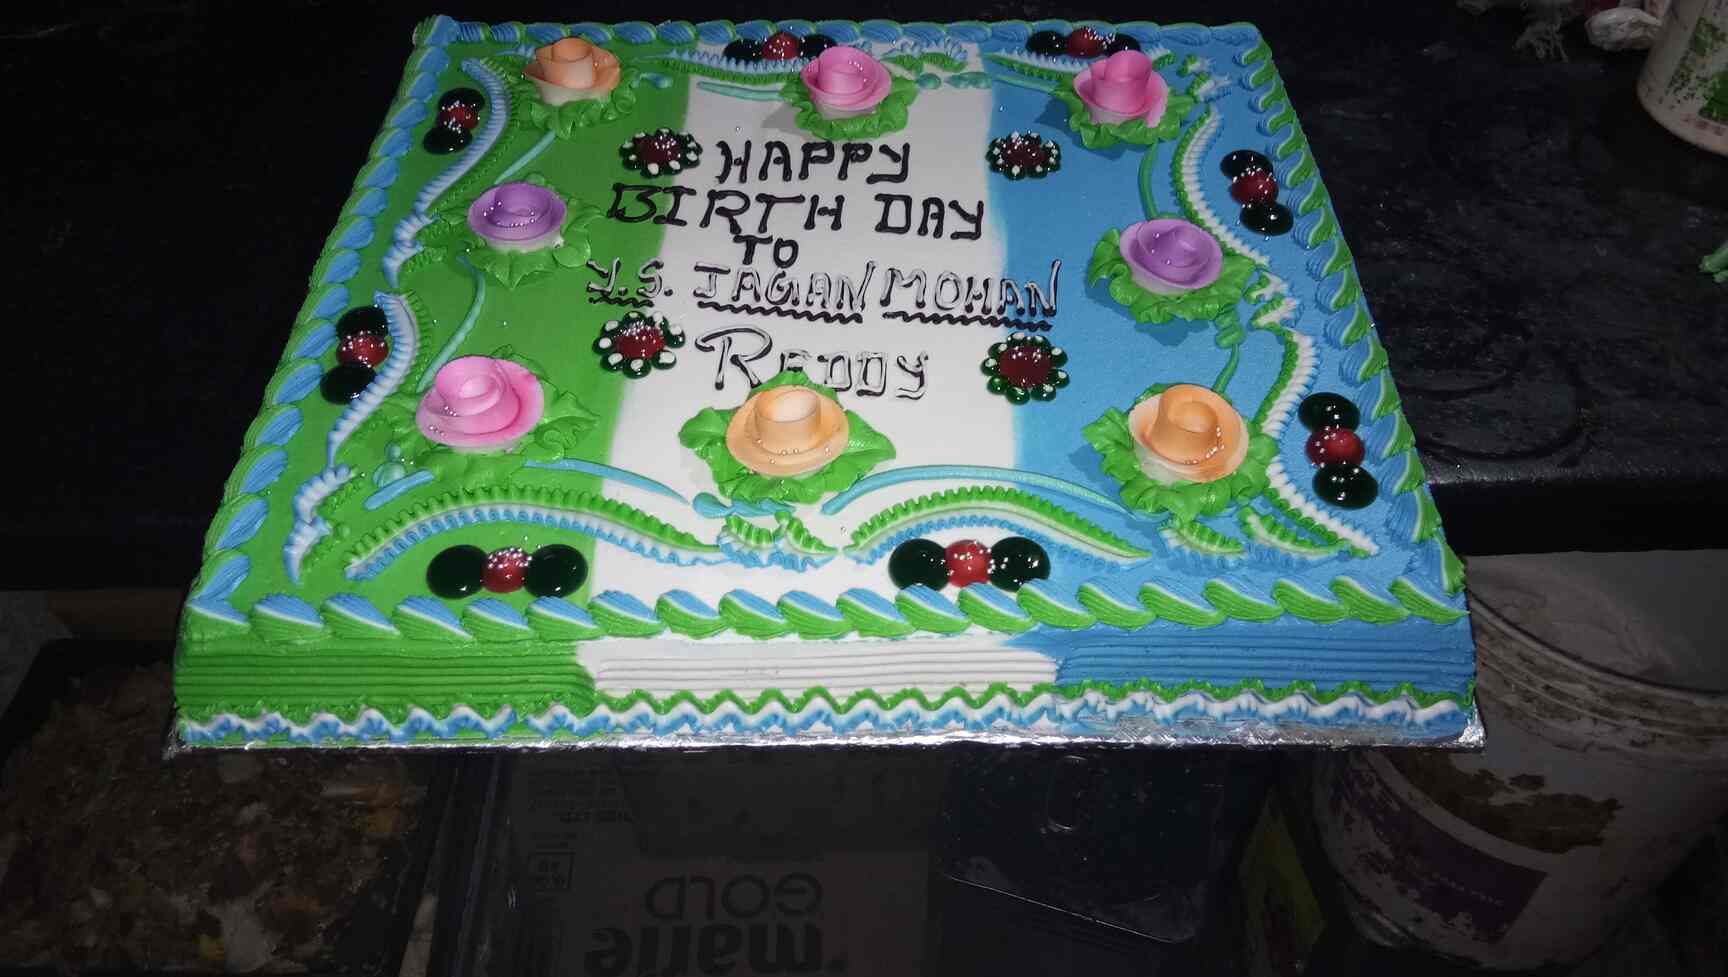 HAPPY
BIRTH DAY
TO
Y.S. JAGAN MOHAN
REDDY
GOLD
marie